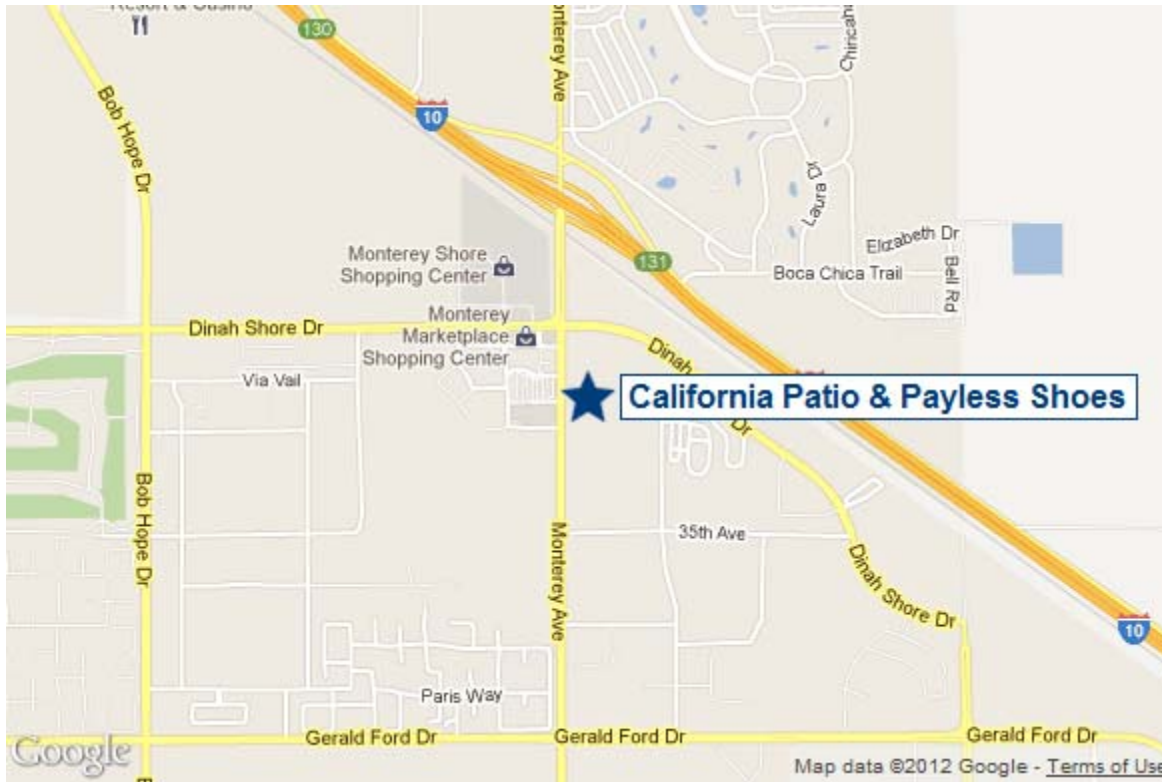 Resort & Casino
130
Monterey Ave
Chiricahua
10
Bob Hope Dr
Laura Dr
Elizabeth Dr
Monterey Shore
Shopping Center
131
Boca Chica Trail
Bell Rd
Monterey
Marketplace
Shopping Center
Dinah Shore Dr
Dinah
Dr
Via Vail
California Patio & Payless Shoes
Bob Hope Dr
Monterey Ave
35th Ave
Dinah Shore Dr
10
Paris Way
Gerald Ford Dr
Gerald Ford Dr
Gerald Ford Dr
Google
Map data ©2012 Google - Terms of Use